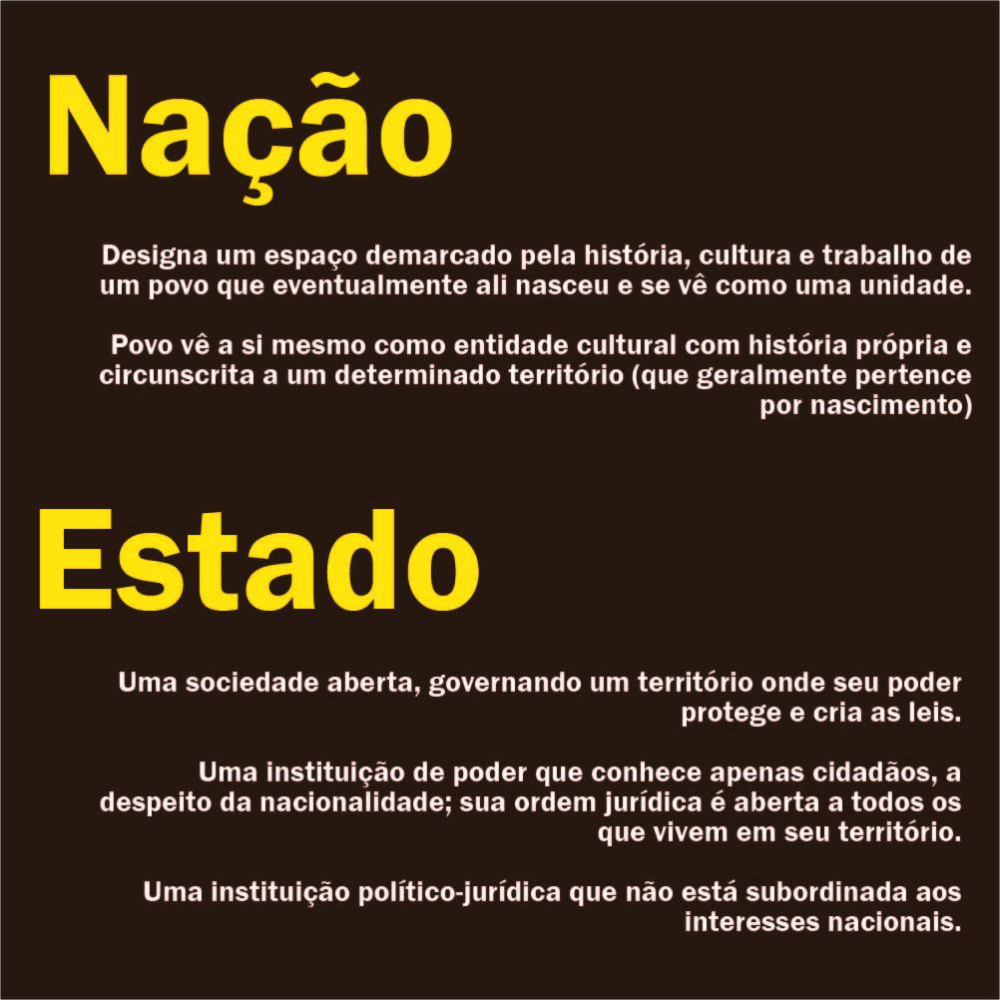 Nação
Designa um espaço demarcado pela história, cultura e trabalho de
um povo que eventualmente ali nasceu e se vê como uma unidade.
Povo vê a si mesmo como entidade cultural com história própria e
circunscrita a um determinado território (que geralmente pertence
por nascimento)
Estado
Uma sociedade aberta, governando um território onde seu poder
protege e cria as leis.
Uma instituição de poder que conhece apenas cidadãos, a
despeito da nacionalidade; sua ordem jurídica é aberta a todos os
que vivem em seu território.
Uma instituição político-jurídica que não está subordinada aos
interesses nacionais.